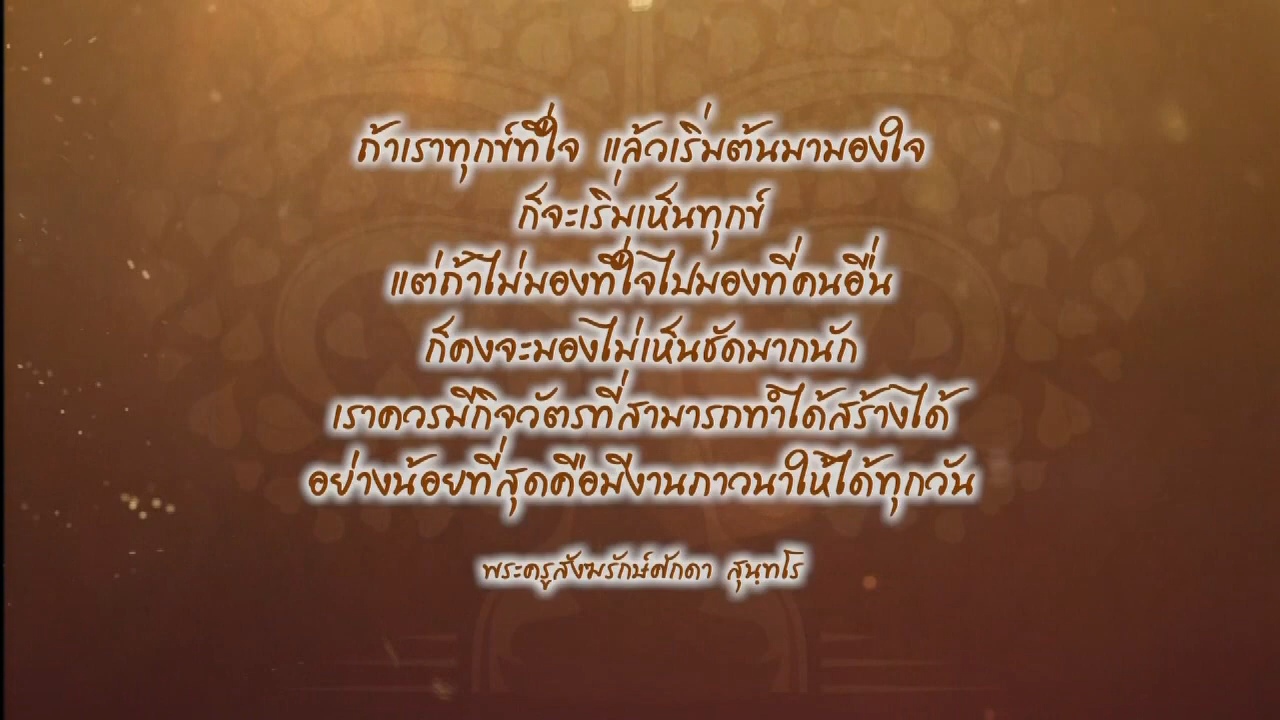 ถ้าเราทุกข์ที่ใจ แล้วเริ่มต้นมามองใจ
ก็จะเริ่มเห็นทุกข์
แต่ถ้าไม่มองที่ใจไปมองที่คนอื่น
ก็คงจะมองไม่เห็นชัดมากนัก
เราควรมีกิจวัตรที่สามารถทำได้สร้างได้
อย่างน้อยที่สุดคือมีงานภาวนาให้ได้ทุกวัน
พระครูสังฆรักษ์ศักดา สุนฺทโร